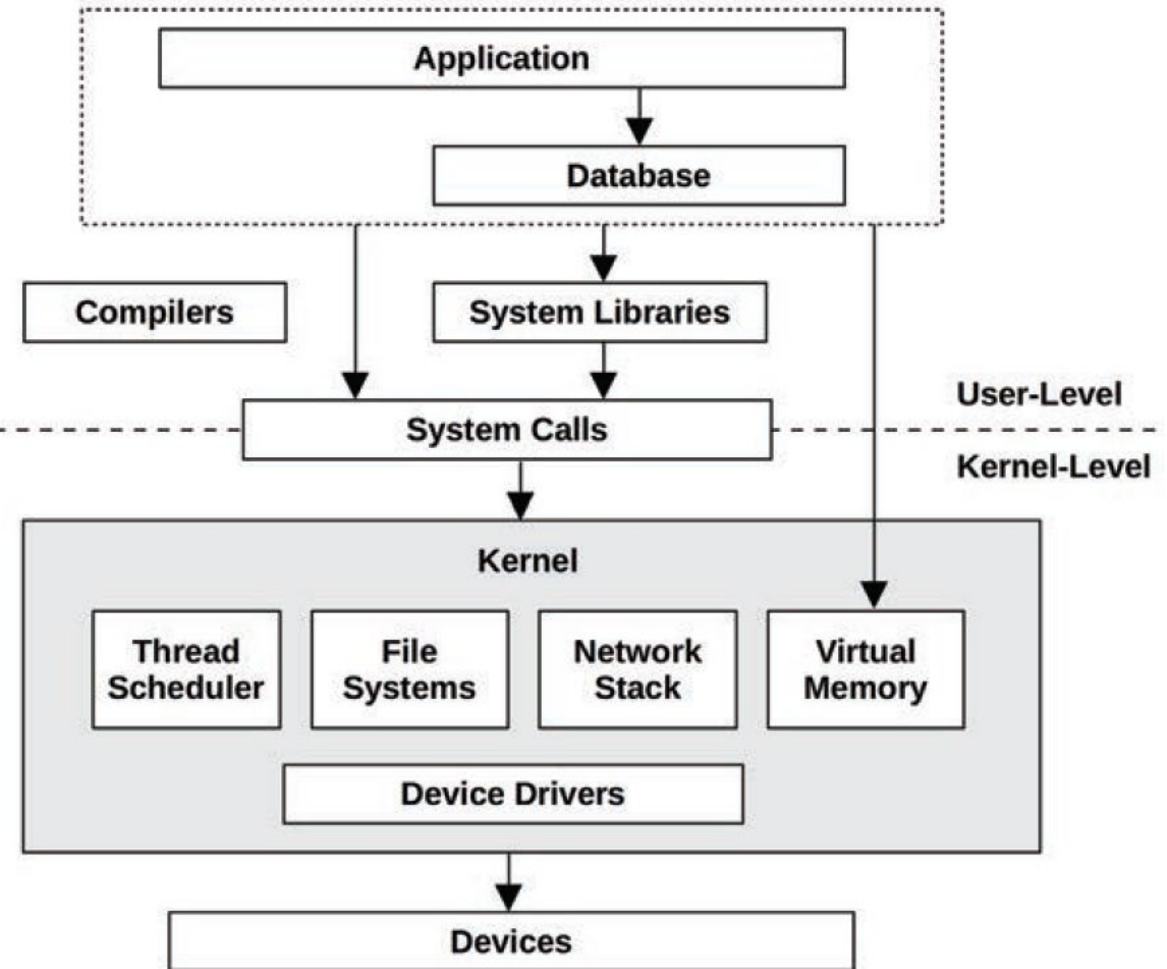 Application
Database
Compilers
System Libraries
User-Level
System Calls
Kernel-Level
Kernel
Thread
Scheduler
File
Systems
Network
Stack
Virtual
Memory
Device Drivers
Devices